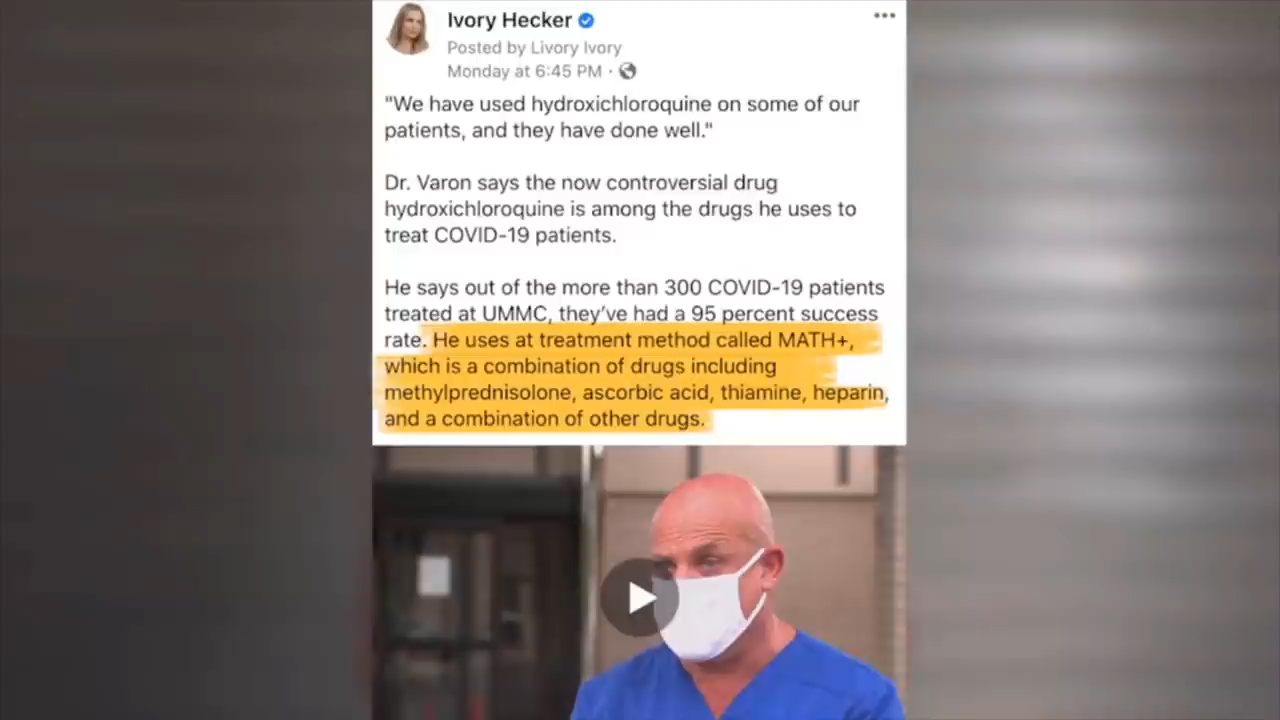 Ivory Hecker
Posted by Livory Ivory
Monday at 6:45 PM ·
"We have used hydroxichloroquine on some of our
patients, and they have done well."
Dr. Varon says the now controversial drug
hydroxichloroquine is among the drugs he uses to
treat COVID-19 patients.
He says out of the more than 300 COVID-19 patients
treated at UMMC, they've had a 95 percent success
rate. He uses at treatment method called MATH+,
which is a combination of drugs including
methylprednisolone, ascorbic acid, thiamine, heparin,
and a combination of other drugs.